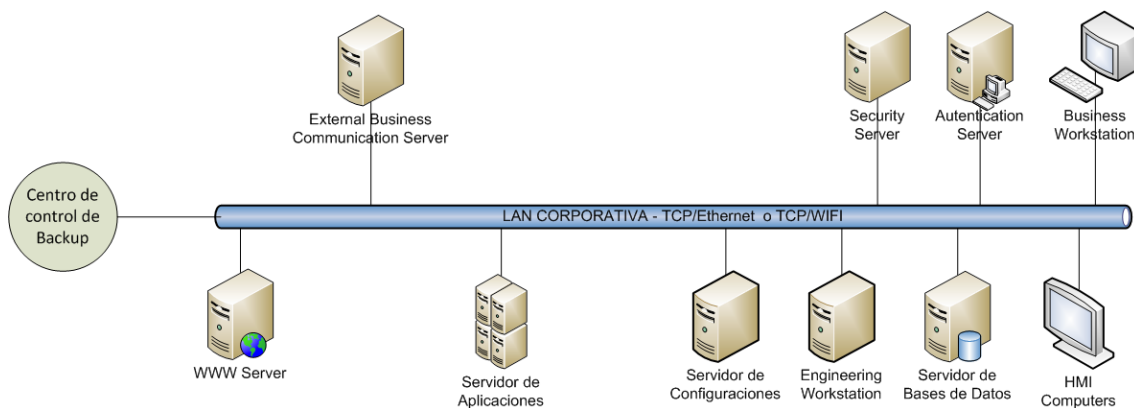 External Business
Communication Server
Security
Server
Autentication
Server
Business
Workstation
Centro de
control de
Backup
LAN CORPORATIVA - TCP/Ethernet o TCP/WIFI
WWW Server
Servidor de
Aplicaciones
Servidor de
Configuraciones
Engineering
Workstation
Servidor de
Bases de Datos
HMI
Computers